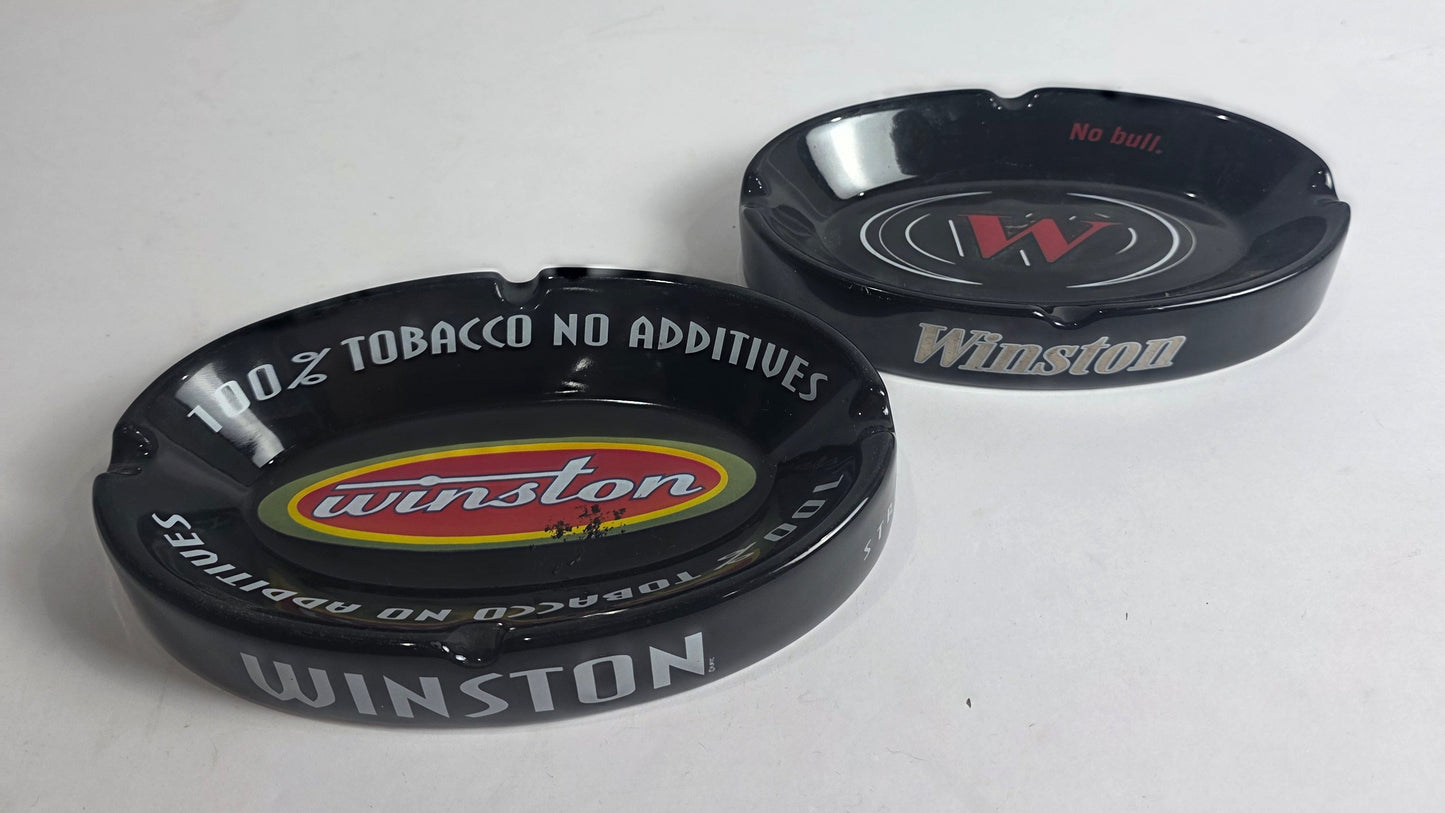 No bull.
W
Winston
100% TOBACCO NO ADDITIVES
winston
100% TOBACCO NO ADDITIVES
WINSTON